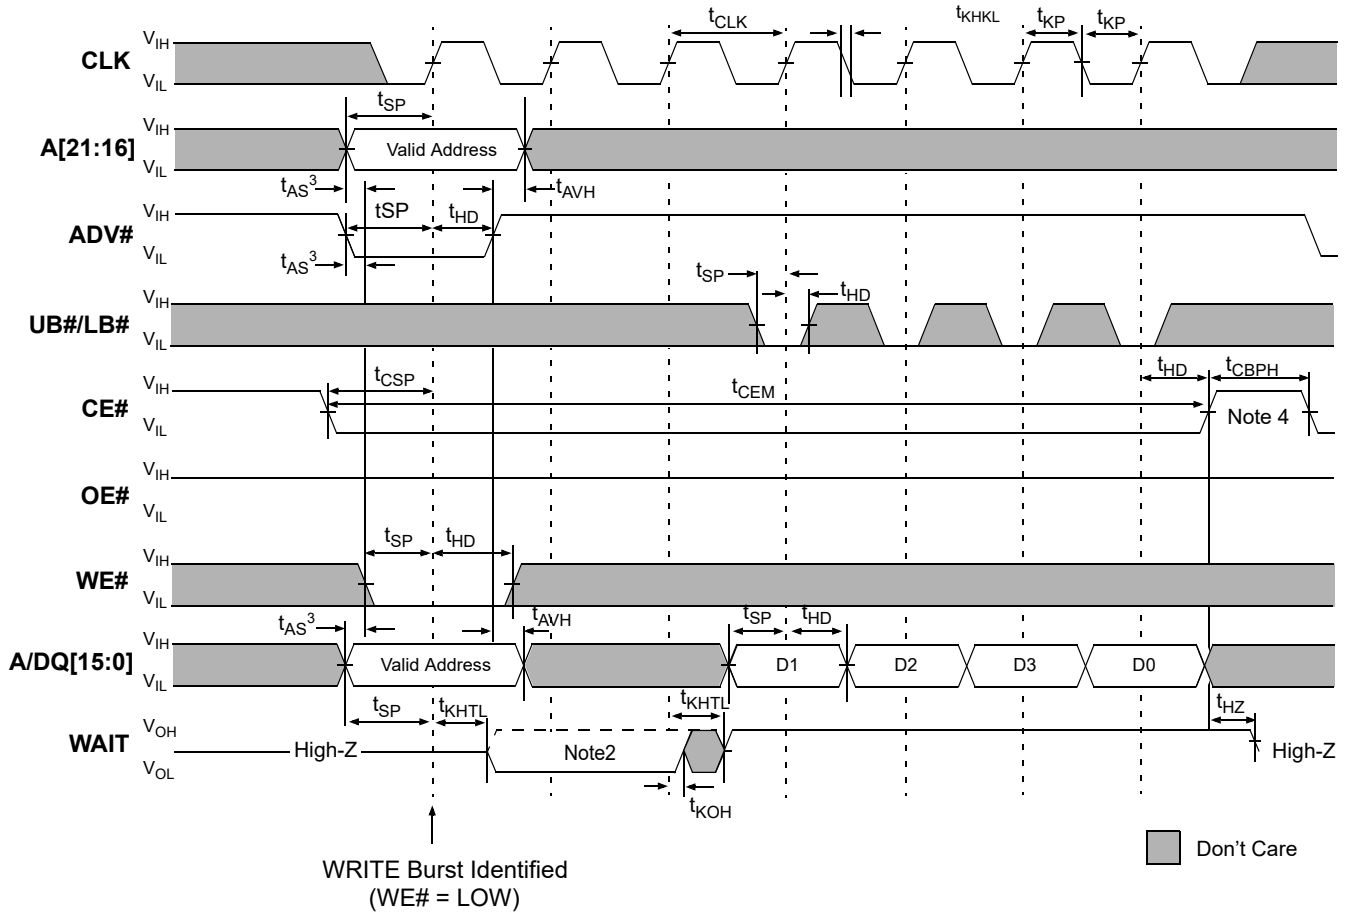 tCLK tKHKL tKP tKP
VIH
CLK
VIL
tSP
VIH
A[21:16] Valid Address
VIL
tAS3 tAVH
VIH tSP tHD
ADV#
VIL
tAS3 tSP
VIH tHD
UB#/LB#
VIL
tHD tCBPH
VIH tCSP tCEM
CE# Note 4
VIL
VIH
OE#
VIL
tSP tHD
VIH
WE#
VIL
tAS3 tAVH tSP tHD
VIH
A/DQ[15:0] Valid Address D1 D2 D3 D0
VIL
tSP tKHTL tKHTL tHZ
VOH
WAIT High-Z Note2 High-Z
VOL
tKOH
WRITE Burst Identified
(WE# = LOW)
Don't Care